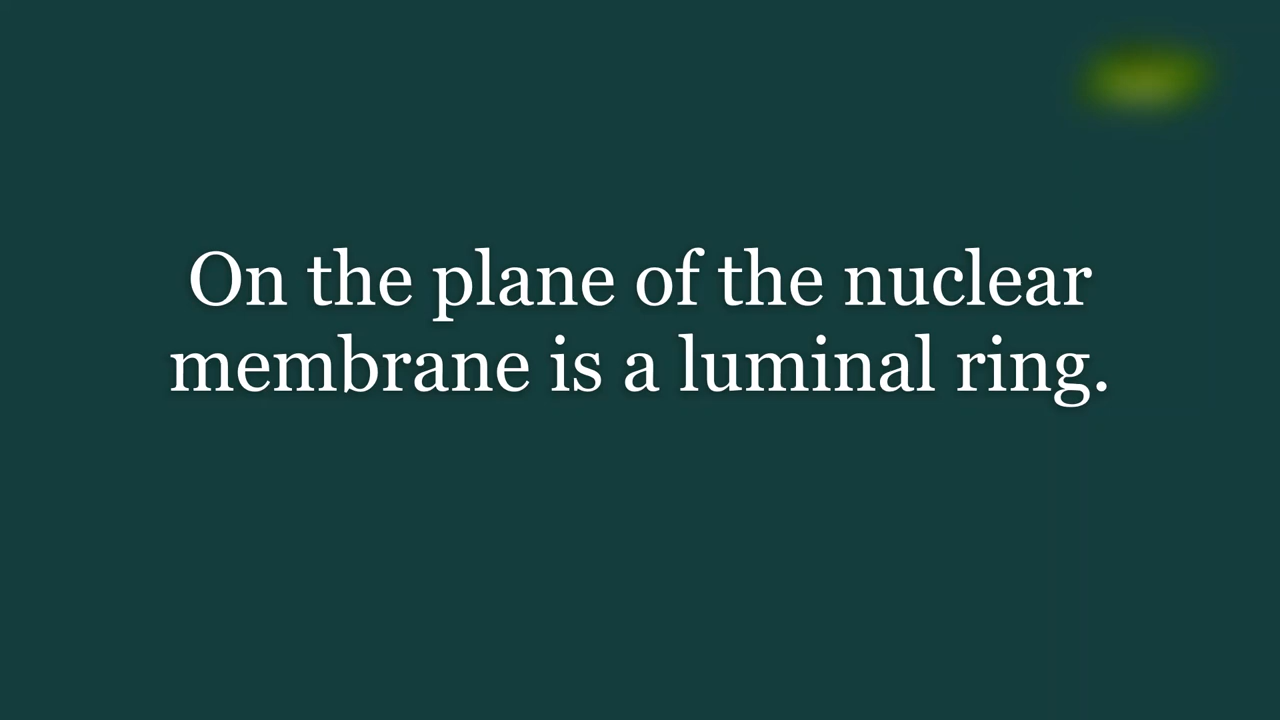 On the plane of the nuclear
membrane is a luminal ring.